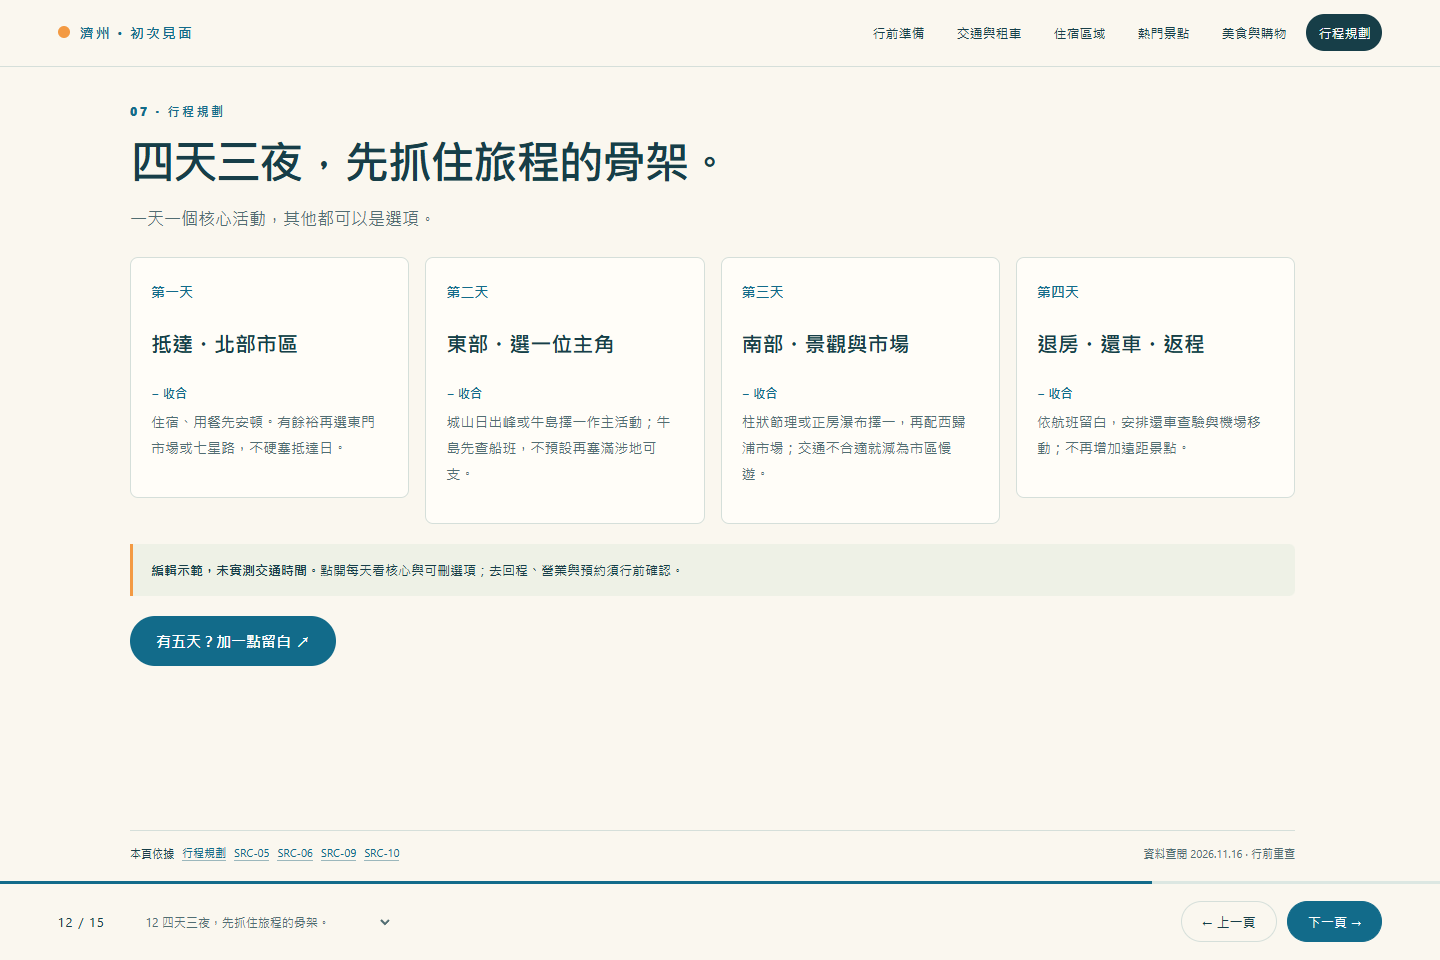 濟州・初次見面
行前準備 交通與租車 住宿區域 熱門景點 美食與購物 行程規劃
07 · 行程規劃
四天三夜，先抓住旅程的骨架。
一天一個核心活動，其他都可以是選項。
第一天
抵達・北部市區
− 收合
住宿、用餐先安頓。有餘裕再選東門
市場或七星路，不硬塞抵達日。
第二天
東部・選一位主角
− 收合
城山日出峰或牛島擇一作主活動；牛
島先查船班，不預設再塞滿涉地可
支。
第三天
南部・景觀與市場
− 收合
柱狀節理或正房瀑布擇一，再配西歸
浦市場；交通不合適就減為市區慢
遊。
第四天
退房・還車・返程
− 收合
依航班留白，安排還車查驗與機場移
動；不再增加遠距景點。
編輯示範，未實測交通時間。點開每天看核心與可刪選項；去回程、營業與預約須行前確認。
有五天？加一點留白 ↗
本頁依據 行程規劃 SRC-05 SRC-06 SRC-09 SRC-10
資料查閱 2026.11.16 · 行前重查
12 / 15
12 四天三夜，先抓住旅程的骨架。
← 上一頁
下一頁 →